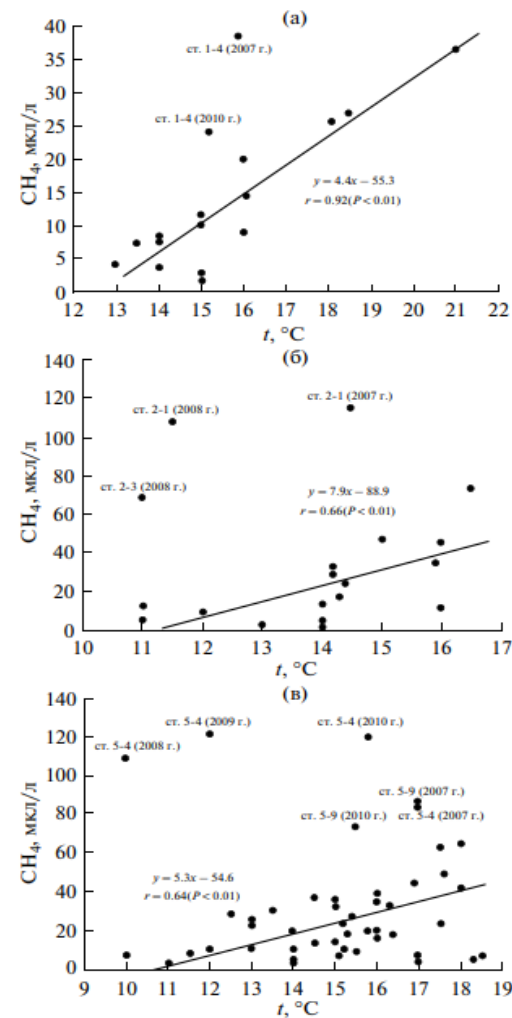 (а)
40
35
30
25
20
15
10
5
0
CH₄, мкл/л
ст. 1-4 (2007 г.)
ст. 1-4 (2010 г.)
y = 4.4x – 55.3
r = 0.92(P < 0.01)
12 13 14 15 16 17 18 19 20 21 22
t, °C
(б)
140
120
100
80
60
40
20
0
CH₄, мкл/л
ст. 2-1 (2008 г.)
ст. 2-1 (2007 г.)
ст. 2-3 (2008 г.)
y = 7.9x – 88.9
r = 0.66(P < 0.01)
10 11 12 13 14 15 16 17
t, °C
(в)
140
120
100
80
60
40
20
0
CH₄, мкл/л
ст. 5-4 (2009 г.)
ст. 5-4 (2010 г.)
ст. 5-4 (2008 г.)
ст. 5-9 (2007 г.)
ст. 5-9 (2010 г.)
ст. 5-4 (2007 г.)
y = 5.3x – 54.6
r = 0.64(P < 0.01)
9 10 11 12 13 14 15 16 17 18 19
t, °C